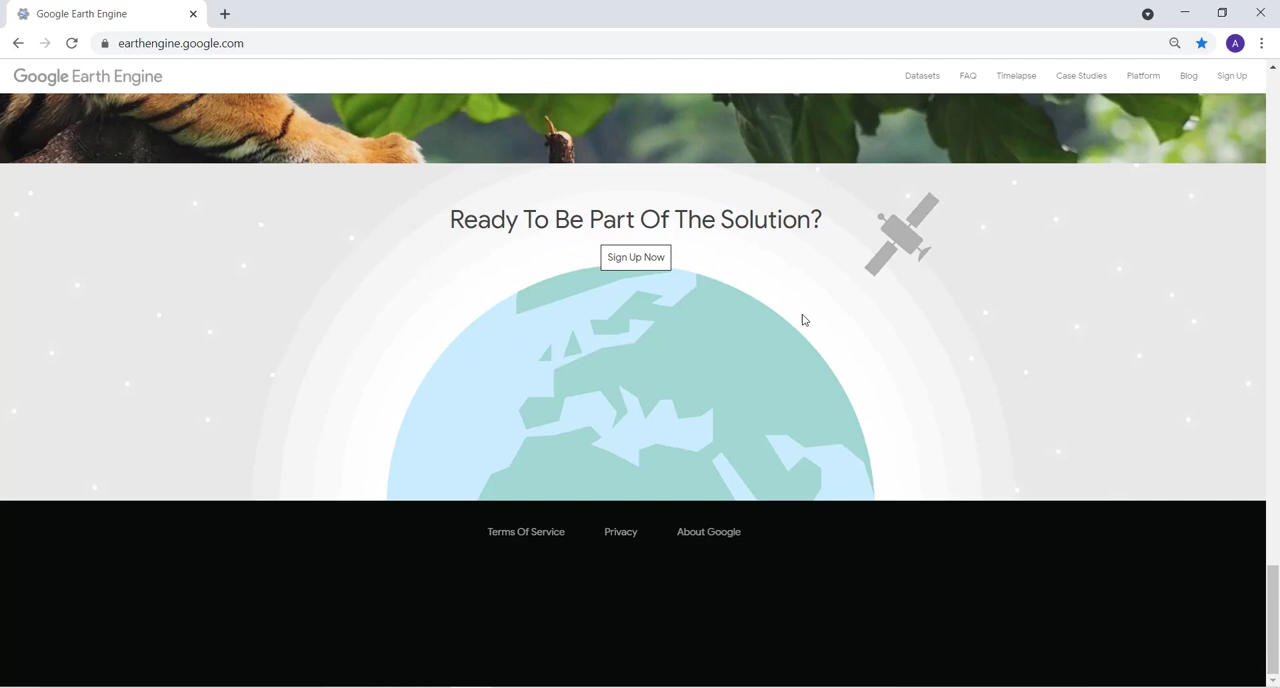 Google Earth Engine
earthengine.google.com
A
Google Earth Engine
Datasets
FAQ
Timelapse
Case Studies
Platform
Blog
Sign Up
Ready To Be Part Of The Solution?
Sign Up Now
Terms Of Service
Privacy
About Google